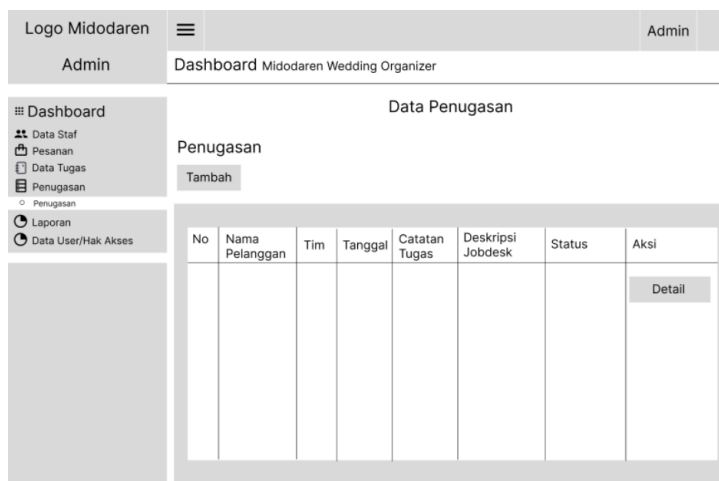 Logo Midodaren
Admin
Admin
Dashboard Midodaren Wedding Organizer
Dashboard
Data Staf
Pesanan
Data Tugas
Penugasan
Penugasan
Laporan
Data User/Hak Akses
Data Penugasan
Penugasan
Tambah
No
Nama
Pelanggan
Tim
Tanggal
Catatan
Tugas
Deskripsi
Jobdesk
Status
Aksi
Detail